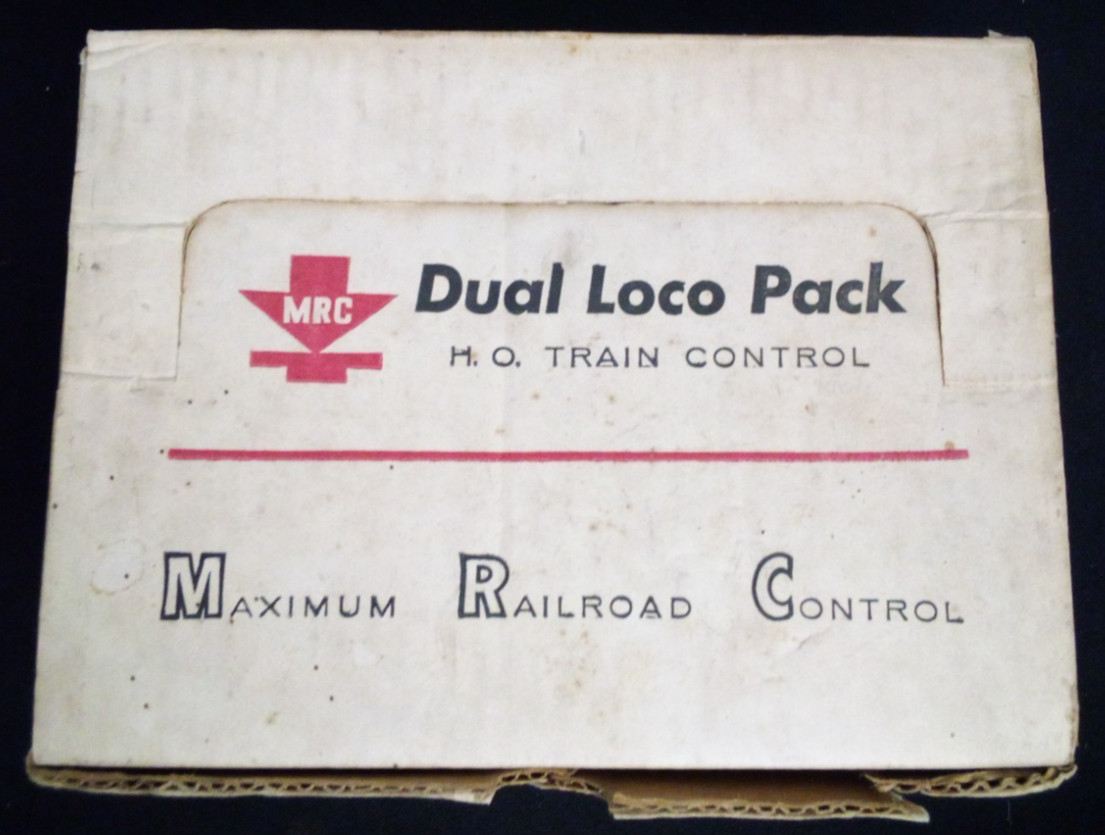 MRC
Dual Loco Pack
H.O. TRAIN CONTROL
MAXIMUM RAILROAD CONTROL